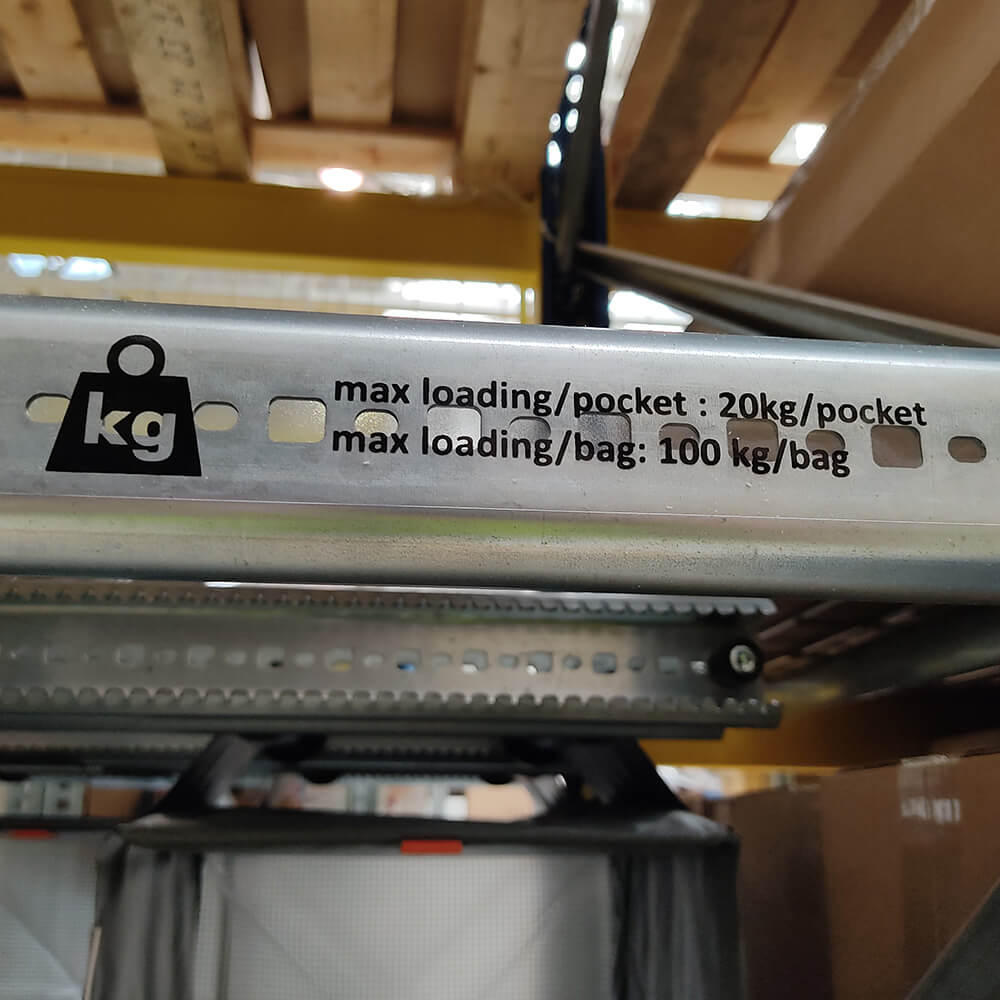 kg
max loading/pocket : 20kg/pocket
max loading/bag: 100 kg/bag